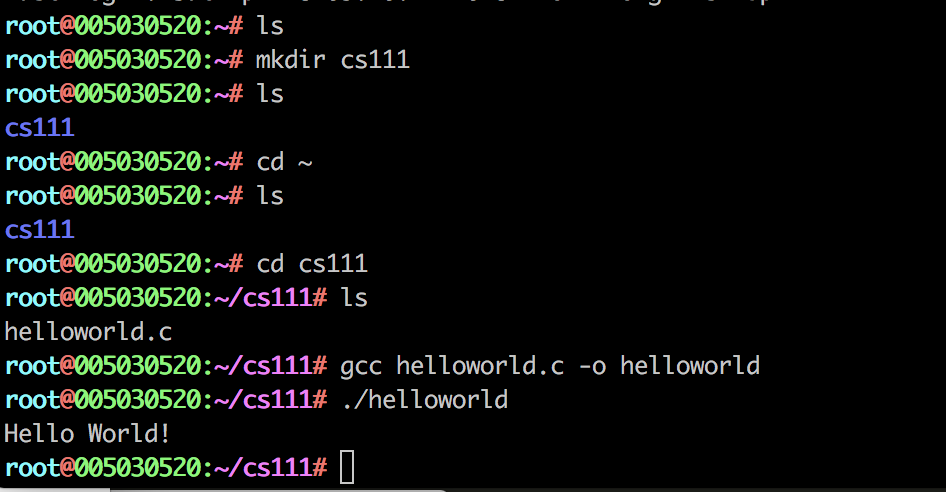 root@005030520:~# ls
root@005030520:~# mkdir cs111
root@005030520:~# ls
cs111
root@005030520:~# cd ~
root@005030520:~# ls
cs111
root@005030520:~# cd cs111
root@005030520:~/cs111# ls
helloworld.c
root@005030520:~/cs111# gcc helloworld.c -o helloworld
root@005030520:~/cs111# ./helloworld
Hello World!
root@005030520:~/cs111#